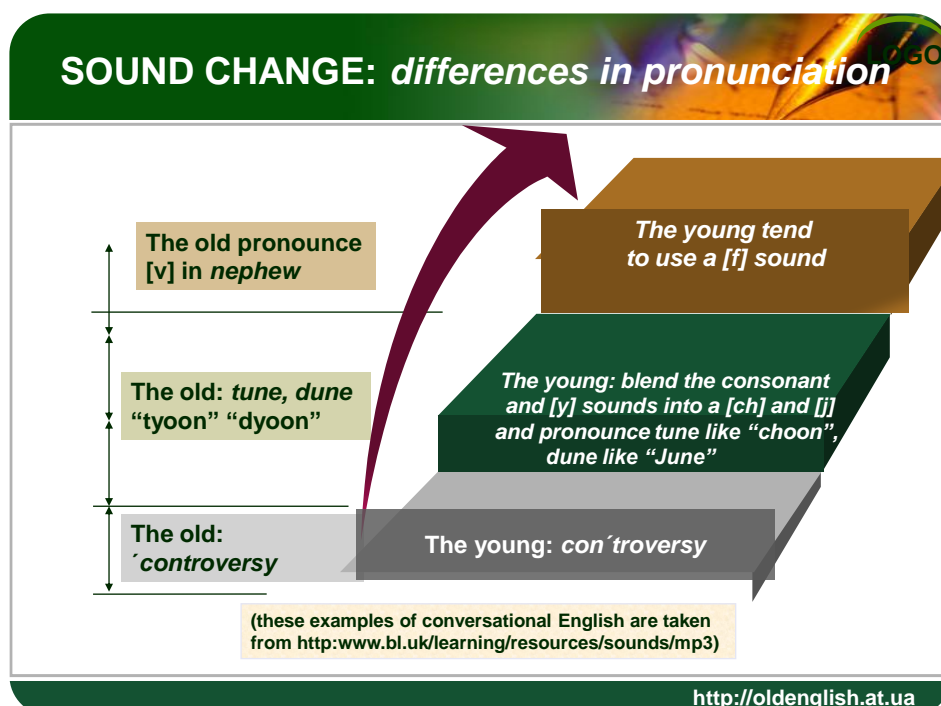 SOUND CHANGE: differences in pronunciation
LOGO
The old pronounce
[v] in nephew
The young tend
to use a [f] sound
The old: tune, dune
“tyoon” “dyoon”
The young: blend the consonant
and [y] sounds into a [ch] and [j]
and pronounce tune like “choon”,
dune like “June”
The old:
´controversy
The young: con´troversy
(these examples of conversational English are taken
from http:www.bl.uk/learning/resources/sounds/mp3)
http://oldenglish.at.ua